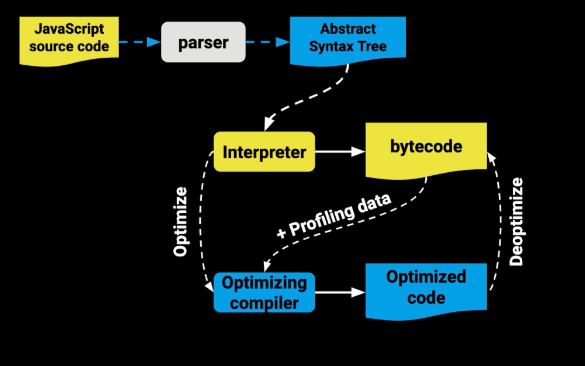 JavaScript
source code
parser
Abstract
Syntax Tree
Interpreter
bytecode
Optimize
+ Profiling data
Deoptimize
Optimizing
compiler
Optimized
code